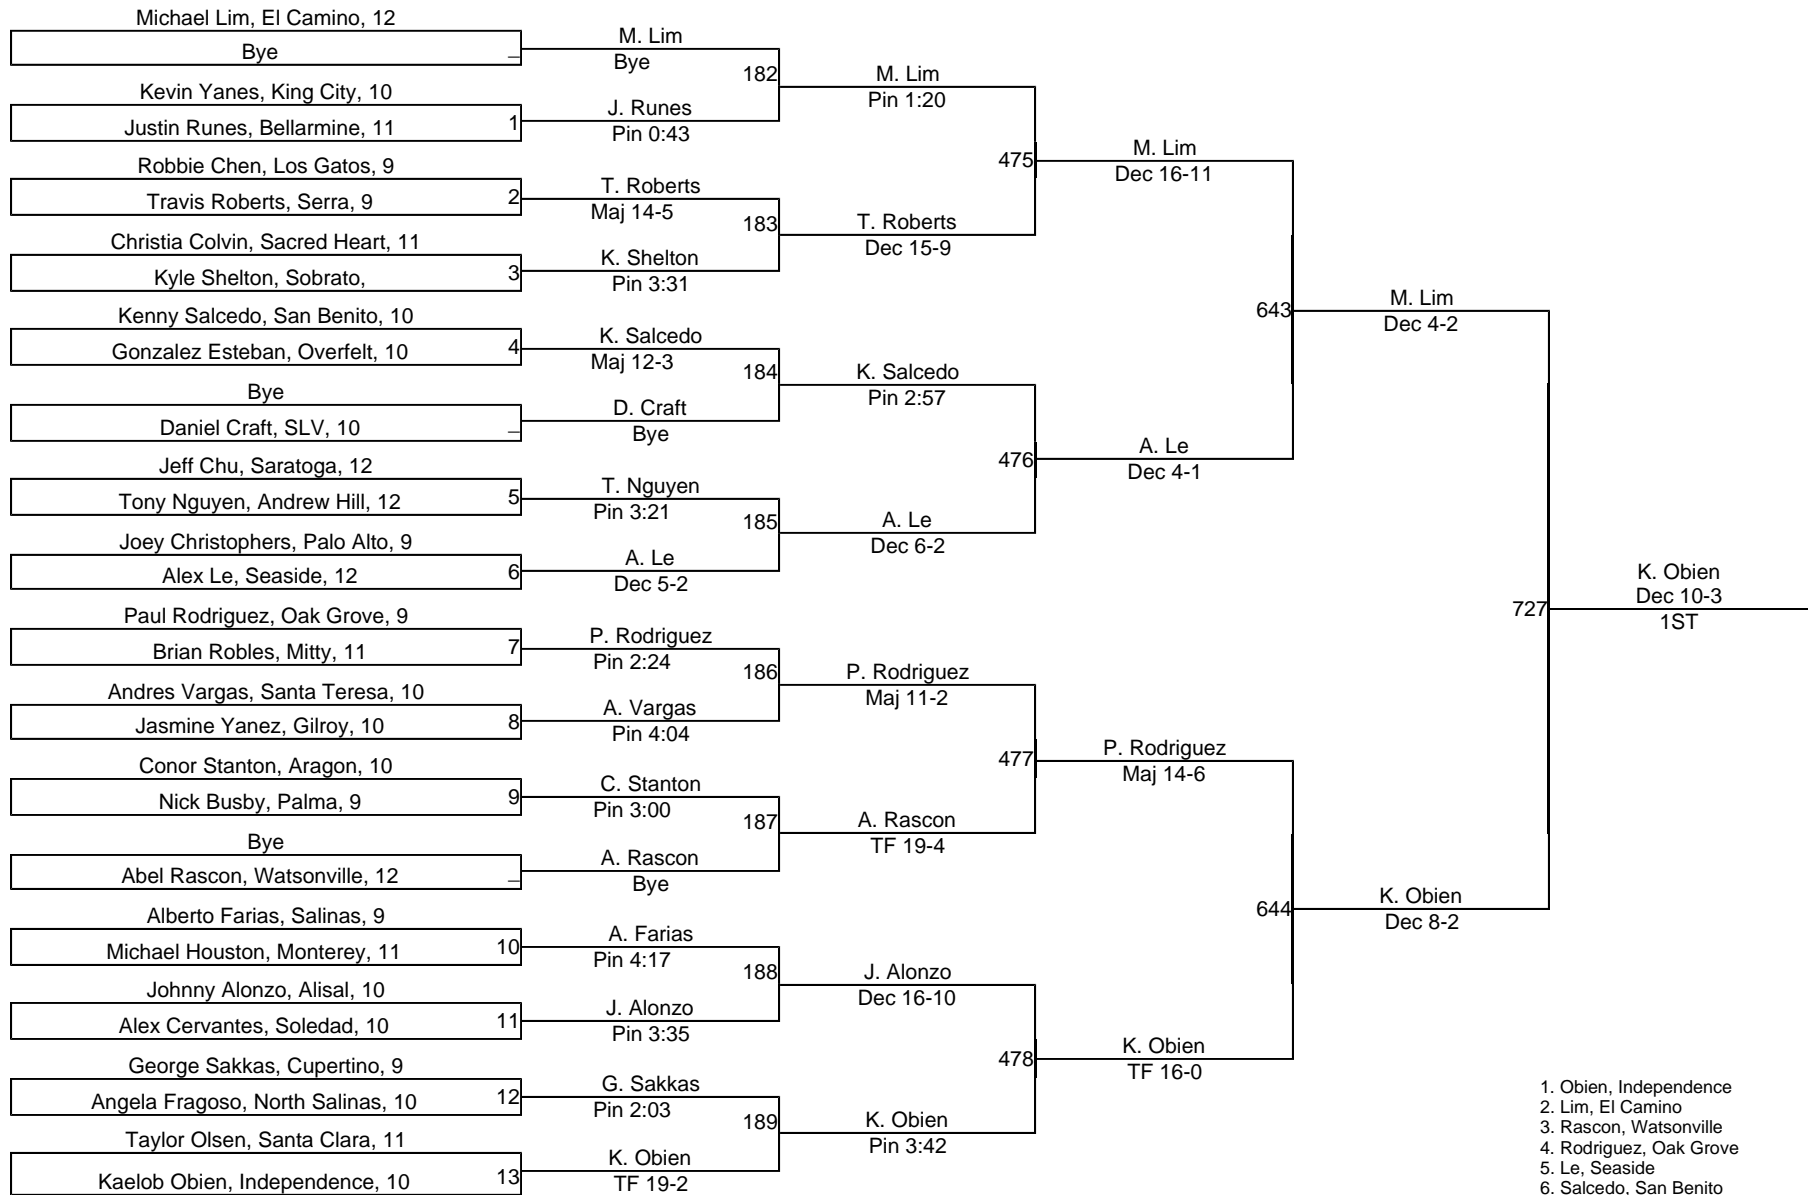 Michael Lim, El Camino, 12
Bye
_
Kevin Yanes, King City, 10
Justin Runes, Bellarmine, 11
1
Robbie Chen, Los Gatos, 9
Travis Roberts, Serra, 9
2
Christia Colvin, Sacred Heart, 11
Kyle Shelton, Sobrato,
3
Kenny Salcedo, San Benito, 10
Gonzalez Esteban, Overfelt, 10
4
Bye
Daniel Craft, SLV, 10
_
Jeff Chu, Saratoga, 12
Tony Nguyen, Andrew Hill, 12
5
Joey Christophers, Palo Alto, 9
Alex Le, Seaside, 12
6
Paul Rodriguez, Oak Grove, 9
Brian Robles, Mitty, 11
7
Andres Vargas, Santa Teresa, 10
Jasmine Yanez, Gilroy, 10
8
Conor Stanton, Aragon, 10
Nick Busby, Palma, 9
9
Bye
Abel Rascon, Watsonville, 12
_
Alberto Farias, Salinas, 9
Michael Houston, Monterey, 11
10
Johnny Alonzo, Alisal, 10
Alex Cervantes, Soledad, 10
11
George Sakkas, Cupertino, 9
Angela Fragoso, North Salinas, 10
12
Taylor Olsen, Santa Clara, 11
Kaelob Obien, Independence, 10
13
M. Lim
Bye
182
J. Runes
Pin 0:43
T. Roberts
Maj 14-5
183
K. Shelton
Pin 3:31
K. Salcedo
Maj 12-3
184
D. Craft
Bye
T. Nguyen
Pin 3:21
185
A. Le
Dec 5-2
P. Rodriguez
Pin 2:24
186
A. Vargas
Pin 4:04
C. Stanton
Pin 3:00
187
A. Rascon
Bye
A. Farias
Pin 4:17
188
J. Alonzo
Pin 3:35
G. Sakkas
Pin 2:03
189
K. Obien
TF 19-2
M. Lim
Pin 1:20
475
T. Roberts
Dec 15-9
K. Salcedo
Pin 2:57
476
A. Le
Dec 6-2
P. Rodriguez
Maj 11-2
477
A. Rascon
TF 19-4
J. Alonzo
Dec 16-10
478
K. Obien
Pin 3:42
M. Lim
Dec 16-11
643
A. Le
Dec 4-1
P. Rodriguez
Maj 14-6
644
K. Obien
TF 16-0
M. Lim
Dec 4-2
727
K. Obien
Dec 8-2
K. Obien
Dec 10-3
1ST
1. Obien, Independence
2. Lim, El Camino
3. Rascon, Watsonville
4. Rodriguez, Oak Grove
5. Le, Seaside
6. Salcedo, San Benito